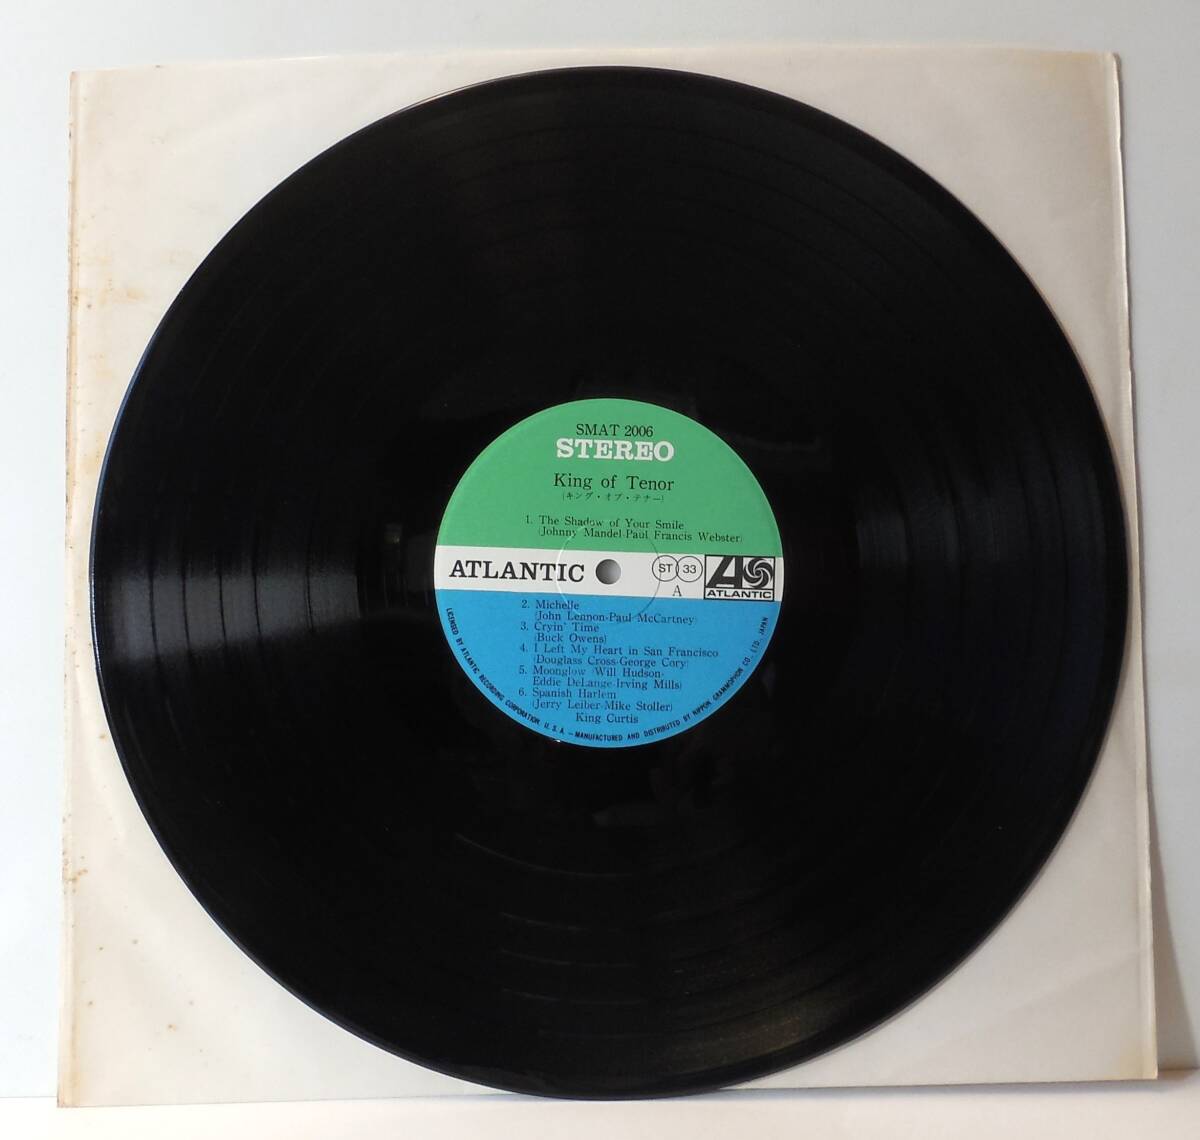 SMAT 2006
STEREO
King of Tenor
(キング・オブ・テナー)
1. The Shadow of Your Smile
(Johnny Mandel-Paul Francis Webster)
ATLANTIC
ST 33
A
ATLANTIC
2. Michelle
(John Lennon-Paul McCartney)
3. Cryin' Time
(Buck Owens)
4. I Left My Heart in San Francisco
(Douglass Cross-George Cory)
5. Moonglow (Will Hudson-
Eddie DeLange-Irving Mills)
6. Spanish Harlem
(Jerry Leiber-Mike Stoller)
King Curtis
LICENSED BY ATLANTIC RECORDING CORPORATION, U. S. A. — MANUFACTURED AND DISTRIBUTED BY NIPPON GRAMMOPHON CO., LTD., JAPAN